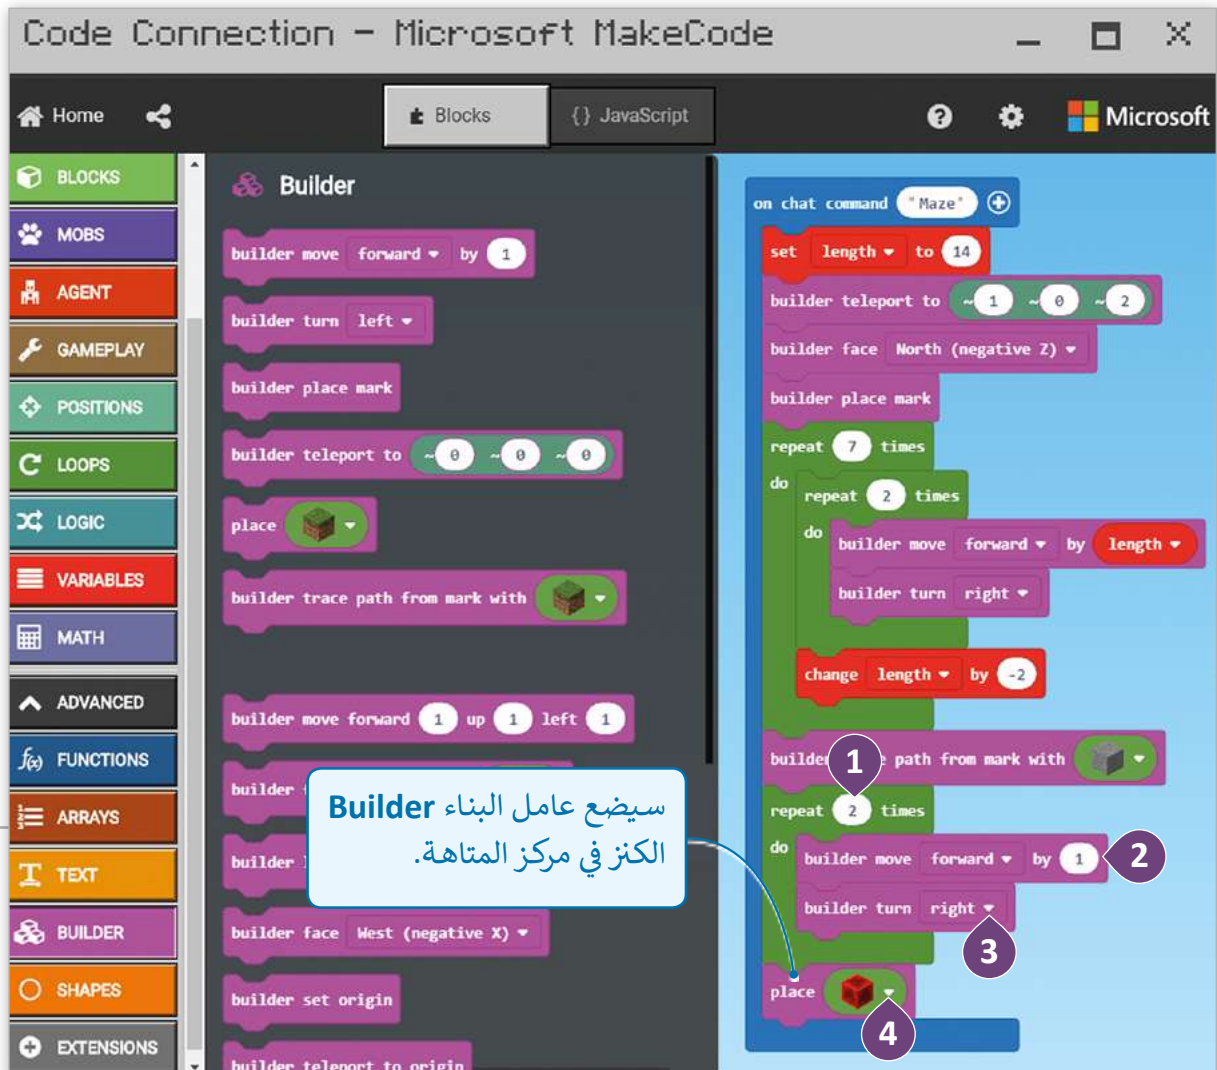 Code Connection - Microsoft MakeCode
Home
Blocks
{} JavaScript
Microsoft
BLOCKS
MOBS
AGENT
GAMEPLAY
POSITIONS
LOOPS
LOGIC
VARIABLES
MATH
ADVANCED
f(x) FUNCTIONS
ARRAYS
TEXT
BUILDER
SHAPES
EXTENSIONS
Builder
builder move forward by 1
builder turn left
builder place mark
builder teleport to ~0 ~0 ~0
place
builder trace path from mark with
builder move forward 1 up 1 left 1
builder
builder
builder face West (negative X)
builder set origin
builder teleport to origin
سيضع عامل البناء Builder
الكنز في مركز المتاهة.
on chat command "Maze"
set length to 14
builder teleport to ~1 ~0 ~2
builder face North (negative Z)
builder place mark
repeat 7 times
do
repeat 2 times
do
builder move forward by length
builder turn right
change length by -2
builder path from mark with
1
repeat 2 times
do
builder move forward by 1
2
builder turn right
3
place
4